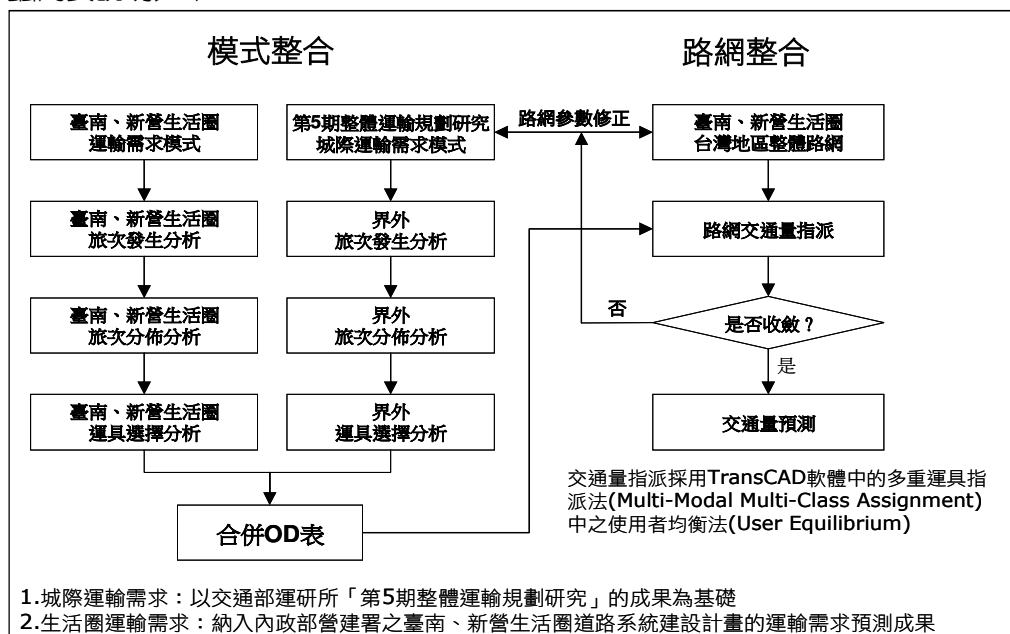 模式整合
路網整合
臺南、新營生活圈
運輸需求模式
第5期整體運輸規劃研究
城際運輸需求模式
路網參數修正
臺南、新營生活圈
台灣地區整體路網
臺南、新營生活圈
旅次發生分析
界外
旅次發生分析
路網交通量指派
臺南、新營生活圈
旅次分佈分析
界外
旅次分佈分析
否
是否收斂？
是
臺南、新營生活圈
運具選擇分析
界外
運具選擇分析
交通量預測
合併OD表
交通量指派採用TransCAD軟體中的多重運具指
派法(Multi-Modal Multi-Class Assignment)
中之使用者均衡法(User Equilibrium)
1.城際運輸需求：以交通部運研所「第5期整體運輸規劃研究」的成果為基礎
2.生活圈運輸需求：納入內政部營建署之臺南、新營生活圈道路系統建設計畫的運輸需求預測成果